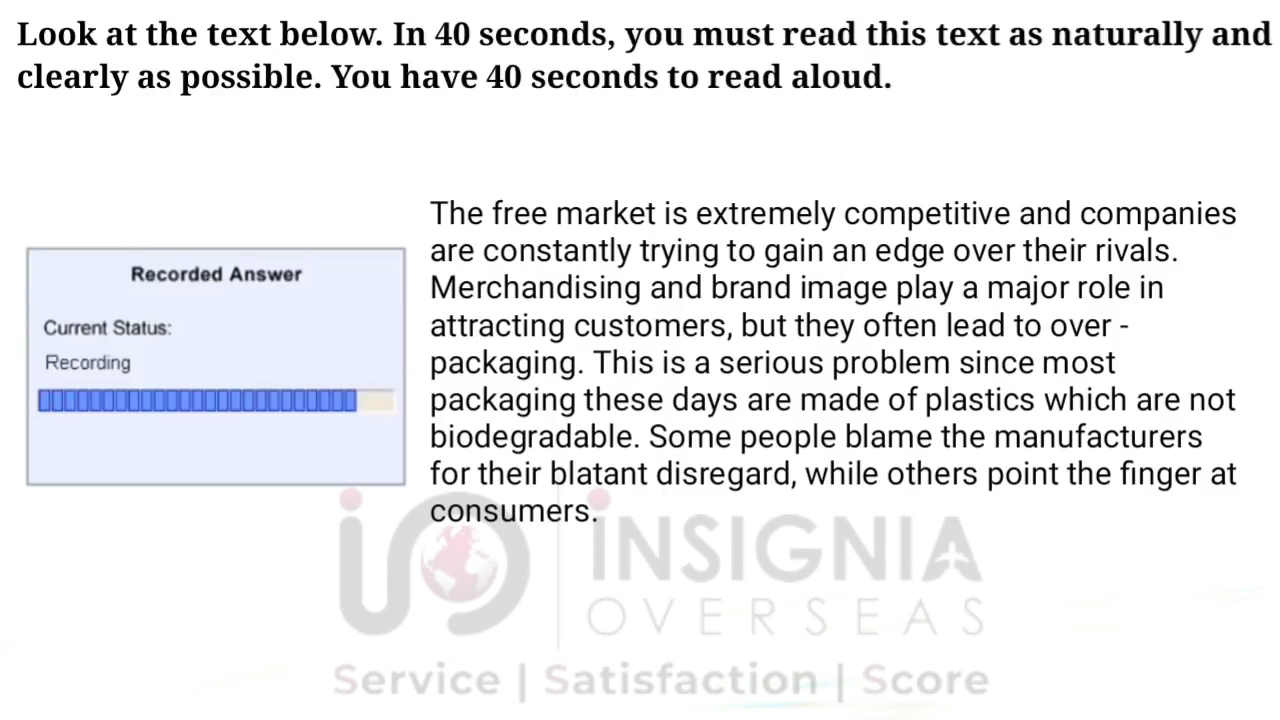 Look at the text below. In 40 seconds, you must read this text as naturally and
clearly as possible. You have 40 seconds to read aloud.
Recorded Answer
Current Status:
Recording
The free market is extremely competitive and companies
are constantly trying to gain an edge over their rivals.
Merchandising and brand image play a major role in
attracting customers, but they often lead to over -
packaging. This is a serious problem since most
packaging these days are made of plastics which are not
biodegradable. Some people blame the manufacturers
for their blatant disregard, while others point the finger at
consumers.
iNSIGNIA
OVERSEAS
Service | Satisfaction | Score